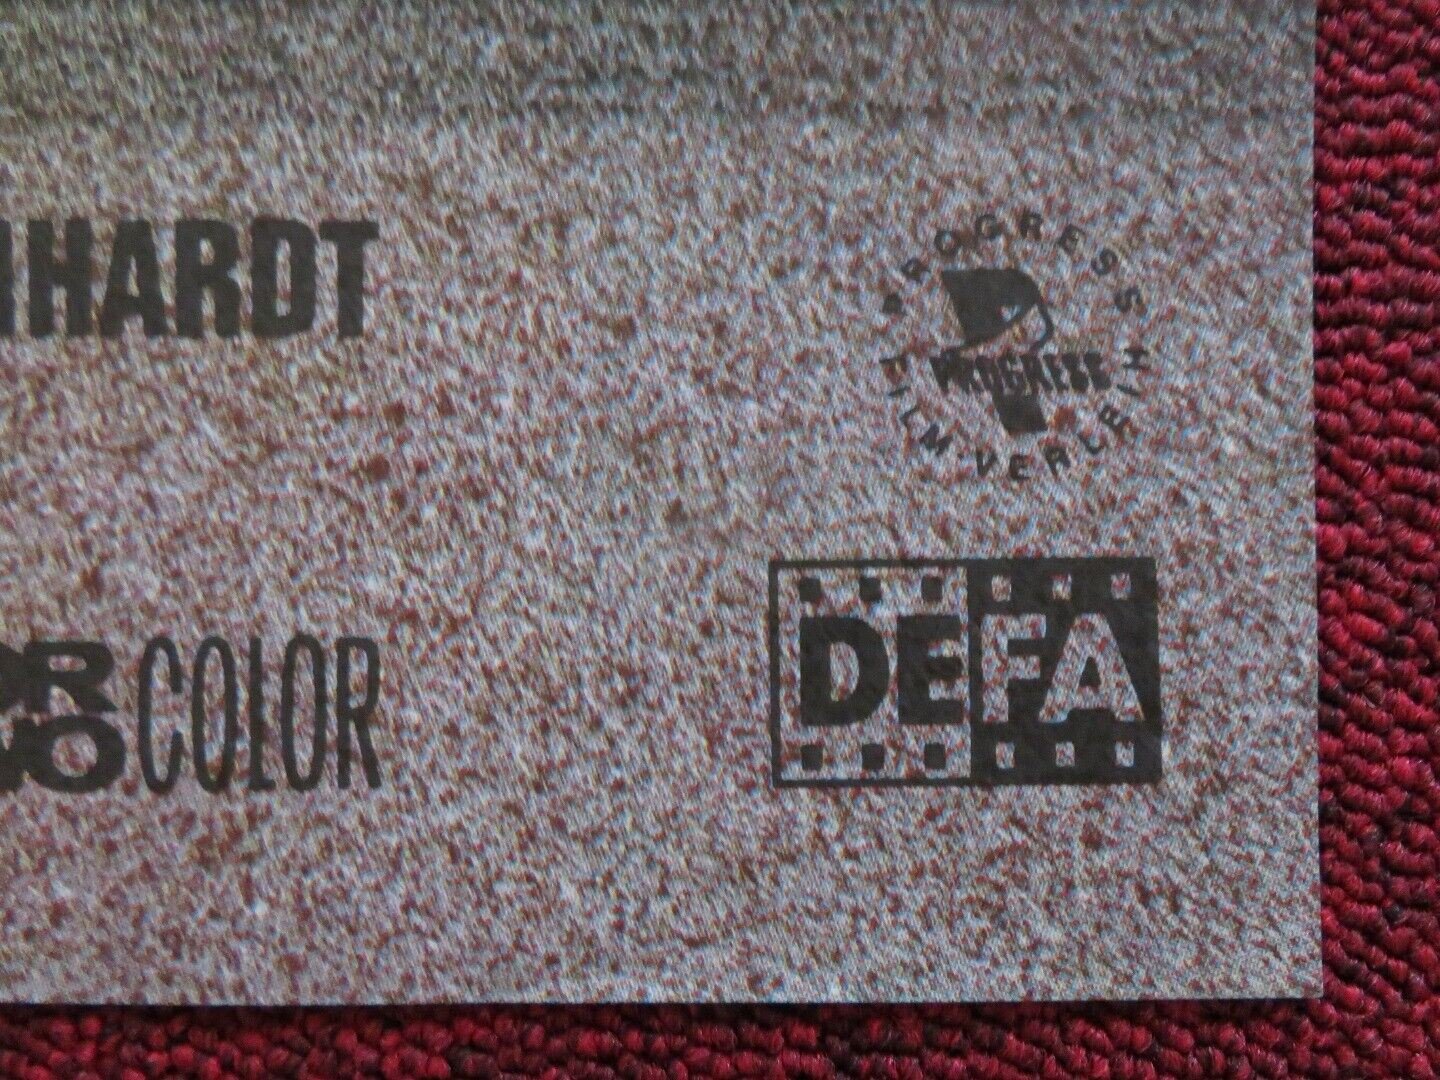 HARDT
PROGRESS
PROGRESS
FILM·VERLEIH
COLOR
DEFA